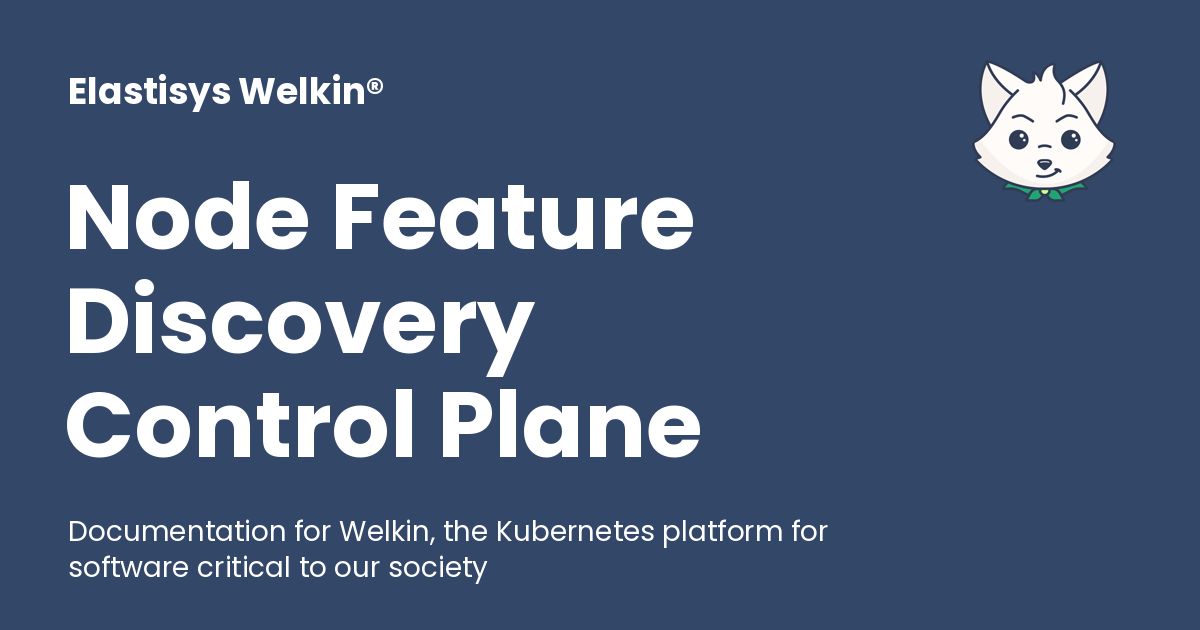 Elastisys Welkin®
Node Feature
Discovery
Control Plane
Documentation for Welkin, the Kubernetes platform for
software critical to our society